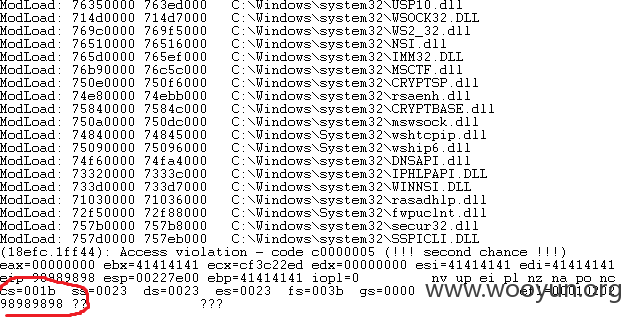 ModLoad: 76350000 763ed000   C:\Windows\system32\USP10.dll
ModLoad: 714d0000 714d7000   C:\Windows\system32\WSOCK32.DLL
ModLoad: 769c0000 769f5000   C:\Windows\system32\WS2_32.dll
ModLoad: 76510000 76516000   C:\Windows\system32\NSI.dll
ModLoad: 765d0000 765ef000   C:\Windows\system32\IMM32.DLL
ModLoad: 76b90000 76c5c000   C:\Windows\system32\MSCTF.dll
ModLoad: 750e0000 750f6000   C:\Windows\system32\CRYPTSP.dll
ModLoad: 74e80000 74ebb000   C:\Windows\system32\rsaenh.dll
ModLoad: 75840000 7584c000   C:\Windows\system32\CRYPTBASE.dll
ModLoad: 750a0000 750dc000   C:\Windows\system32\mswsock.dll
ModLoad: 74840000 74845000   C:\Windows\System32\wshtcpip.dll
ModLoad: 75090000 75096000   C:\Windows\System32\wship6.dll
ModLoad: 74f60000 74fa4000   C:\Windows\system32\DNSAPI.dll
ModLoad: 73320000 7333c000   C:\Windows\system32\IPHLPAPI.DLL
ModLoad: 733d0000 733d7000   C:\Windows\system32\WINNSI.DLL
ModLoad: 71030000 71036000   C:\Windows\system32\rasadhlp.dll
ModLoad: 72f50000 72f88000   C:\Windows\System32\fwpuclnt.dll
ModLoad: 757b0000 757b8000   C:\Windows\system32\secur32.dll
ModLoad: 757d0000 757eb000   C:\Windows\system32\SSPICLI.DLL
(18efc.1ff44): Access violation - code c0000005 (!!! second chance !!!)
eax=00000000 ebx=41414141 ecx=cf3c22ed edx=00000000 esi=41414141 edi=41414141
eip=98989898 esp=00227e00 ebp=41414141 iopl=0         nv up ei pl nz na po nc
cs=001b  ss=0023  ds=0023  es=0023  fs=003b  gs=0000
98989898 ??              ???
www.wooyun.org